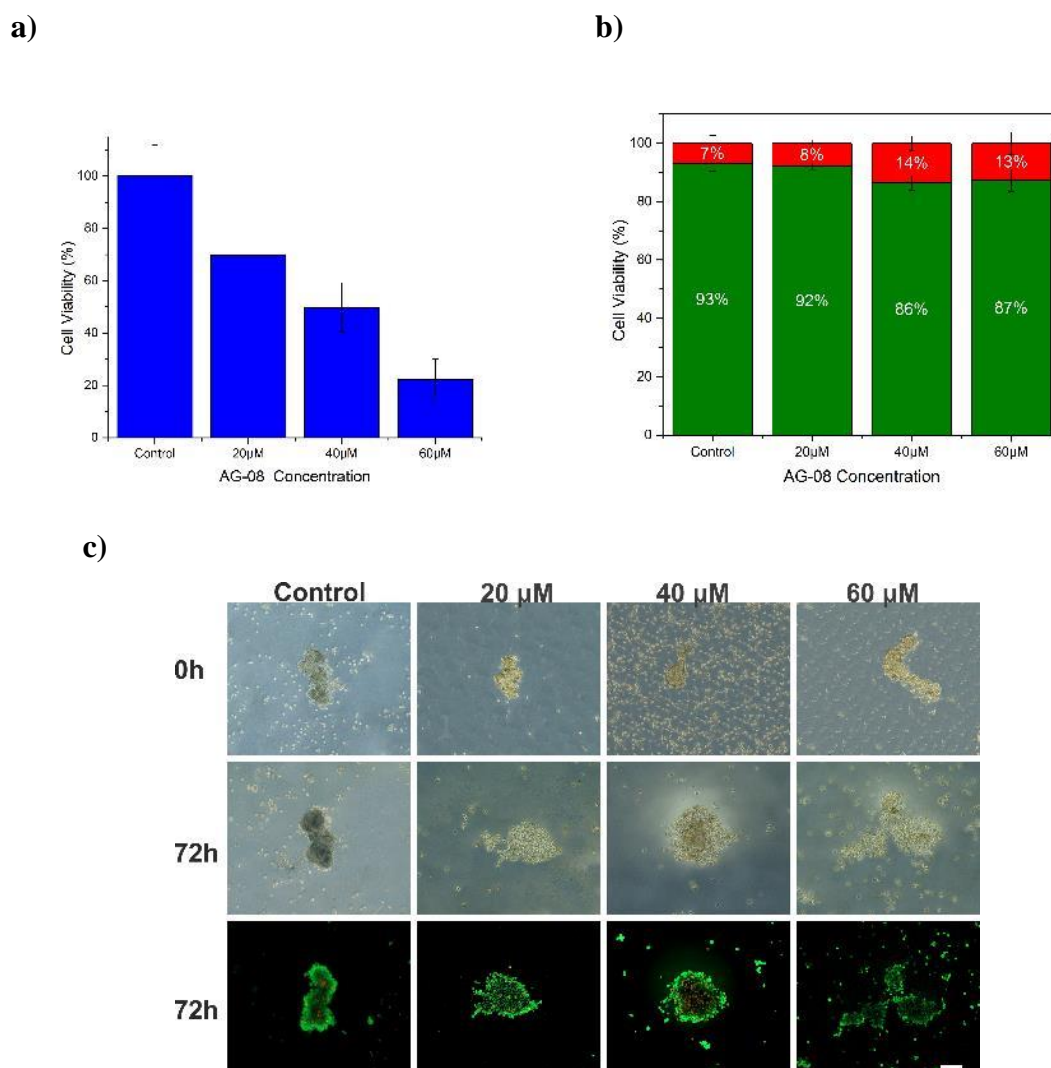 a)
Cell Viability (%)
100
80
60
40
20
0
Control 20µM 40µM 60µM
AG-08 Concentration
b)
Cell Viability (%)
100
80
60
40
20
0
7% 8% 14% 13%
93% 92% 86% 87%
Control 20µM 40µM 60µM
AG-08 Concentration
c)
Control 20 µM 40 µM 60 µM
0h
72h
72h